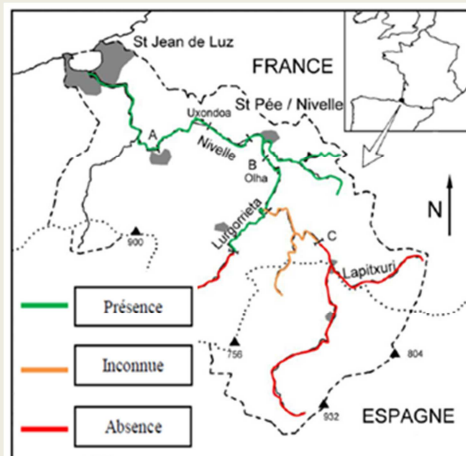 St Jean de Luz
FRANCE
Uxondoa
St Pée / Nivelle
A
Nivelle
B
Olha
N
Lurgorrieta
C
900
Lapitxuri
Présence
756
804
Inconnue
932
ESPAGNE
Absence